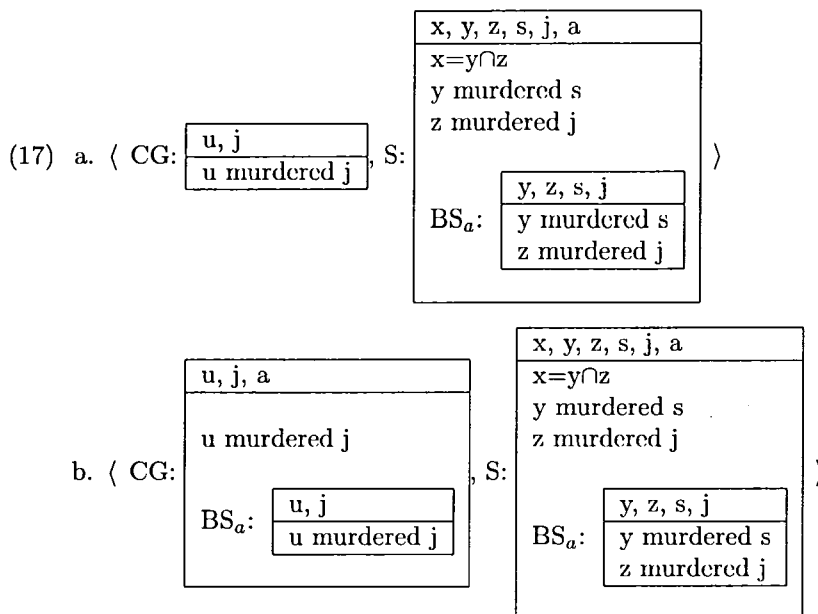 (17) a. ⟨ CG:
u, j
u murdered j
, S:
x, y, z, s, j, a
x=y∩z
y murdered s
z murdered j
BSₐ:
y, z, s, j
y murdered s
z murdered j
⟩
b. ⟨ CG:
u, j, a
u murdered j
BSₐ:
u, j
u murdered j
, S:
x, y, z, s, j, a
x=y∩z
y murdered s
z murdered j
BSₐ:
y, z, s, j
y murdered s
z murdered j
⟩